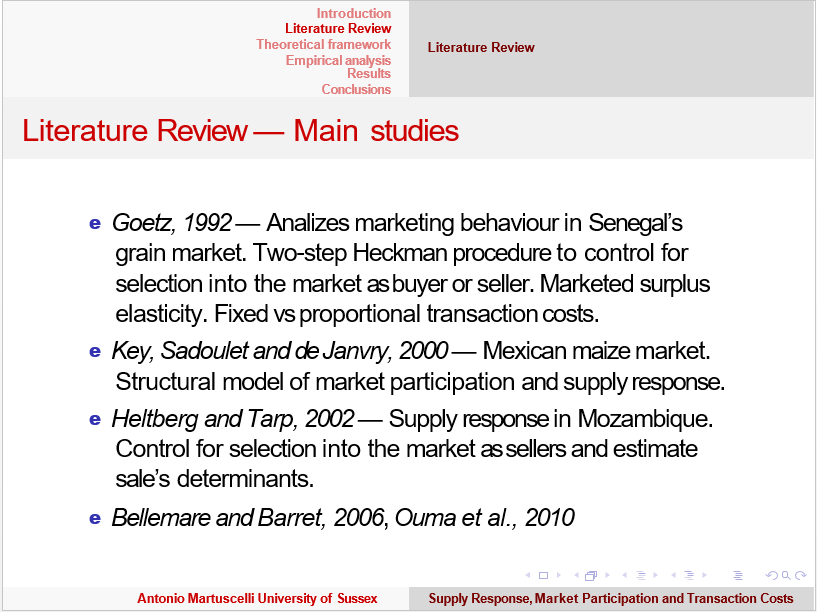 Introduction
Literature Review
Theoretical framework
Empirical analysis
Results
Conclusions
Literature Review
Literature Review — Main studies
e Goetz, 1992 — Analizes marketing behaviour in Senegal’s
grain market. Two-step Heckman procedure to control for
selection into the market as buyer or seller. Marketed surplus
elasticity. Fixed vs proportional transaction costs.
e Key, Sadoulet and de Janvry, 2000 — Mexican maize market.
Structural model of market participation and supply response.
e Heltberg and Tarp, 2002 — Supply response in Mozambique.
Control for selection into the market as sellers and estimate
sale’s determinants.
e Bellemare and Barret, 2006, Ouma et al., 2010
Antonio Martuscelli University of Sussex
Supply Response, Market Participation and Transaction Costs